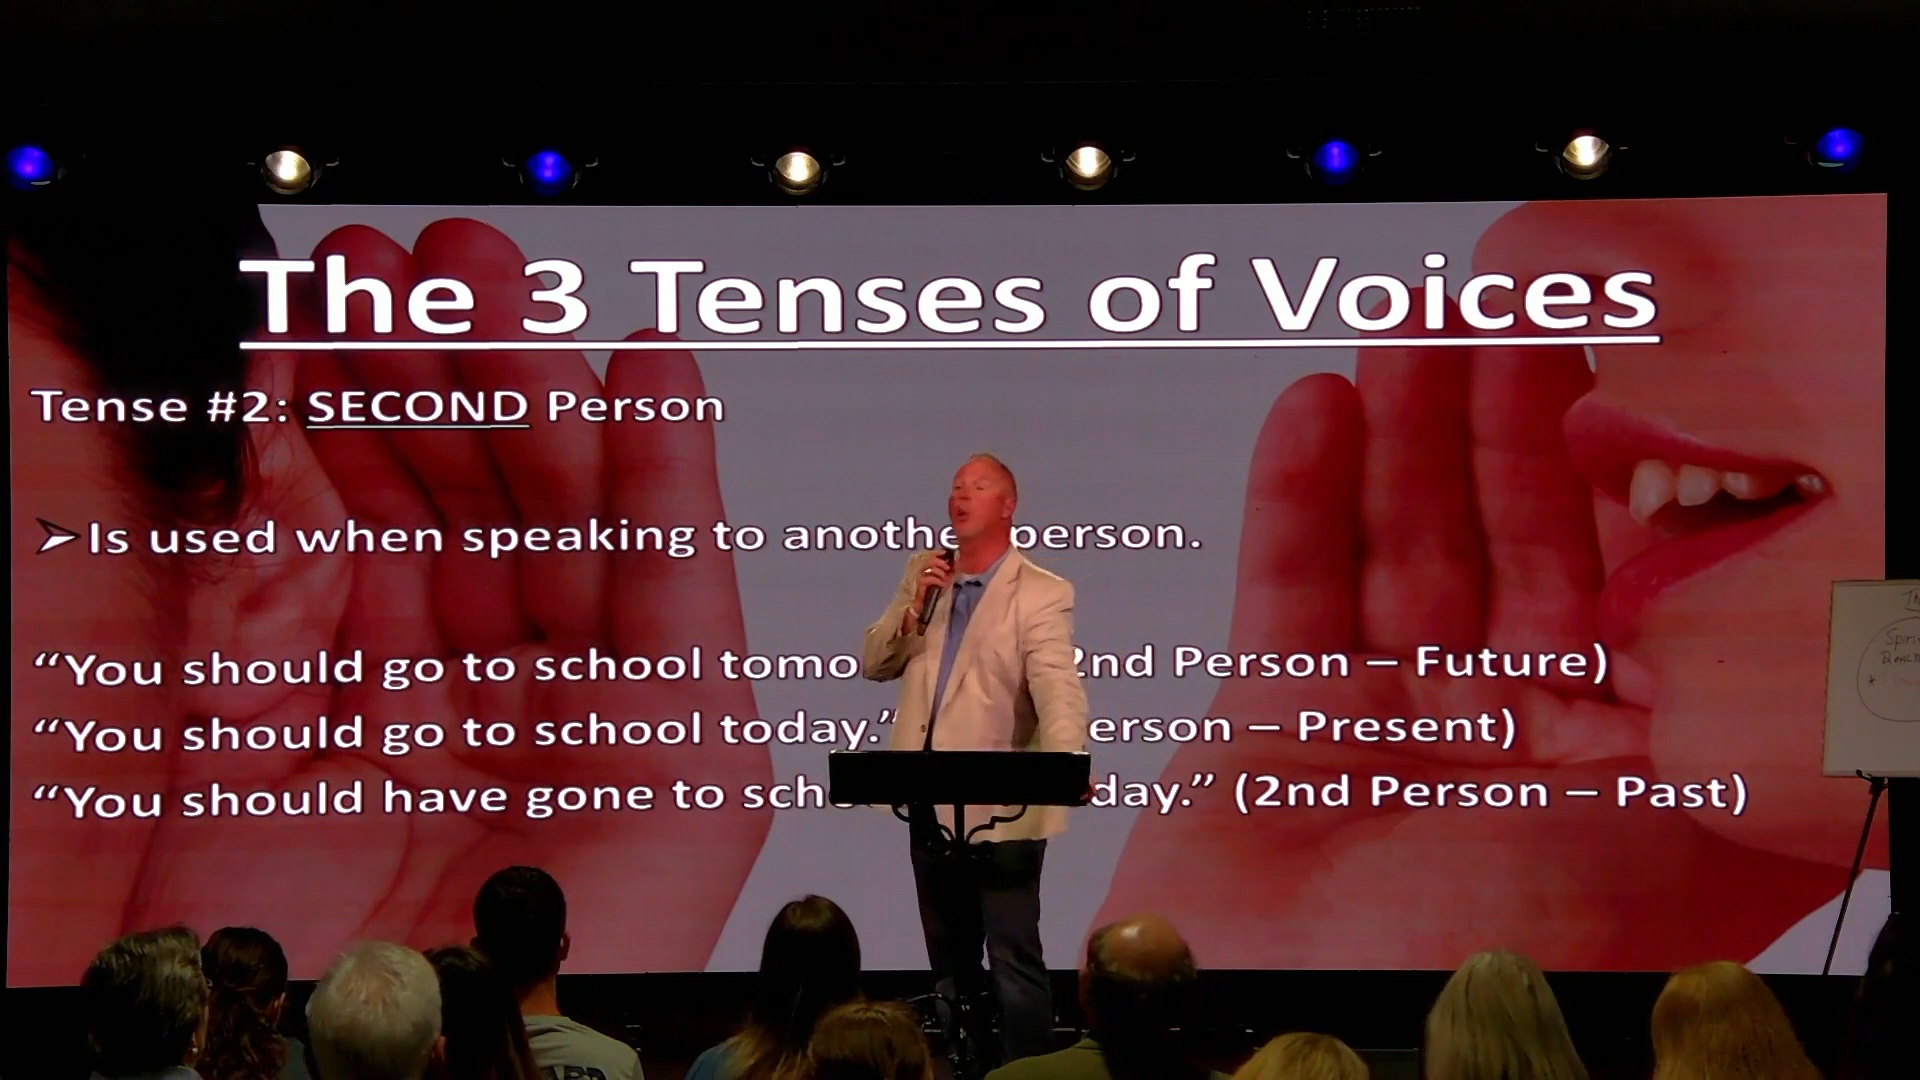 The 3 Tenses of Voices
Tense #2: SECOND Person
➢Is used when speaking to anothe person.
“You should go to school tomo 2nd Person – Future)
“You should go to school today.” erson – Present)
“You should have gone to sch day.” (2nd Person – Past)